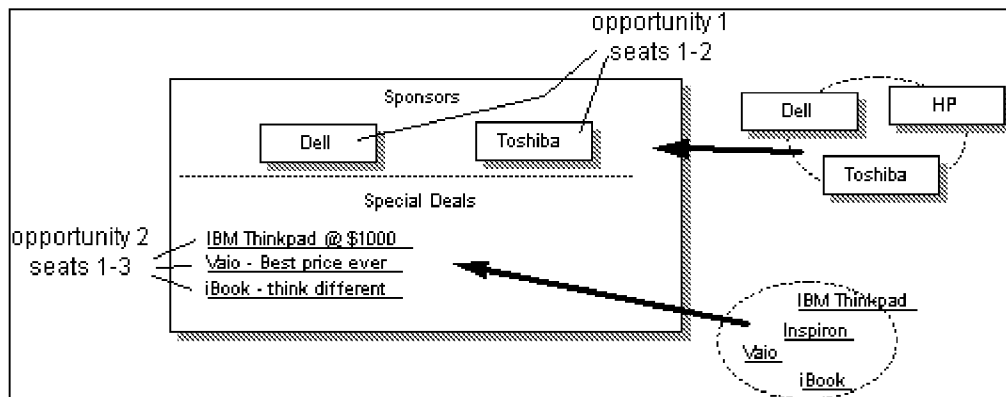 opportunity 1
seats 1-2
Sponsors
Dell
Toshiba
Special Deals
opportunity 2
seats 1-3
IBM Thinkpad @ $1000
Vaio - Best price ever
iBook - think different
Dell
HP
Toshiba
IBM Thinkpad
Inspiron
Vaio
iBook